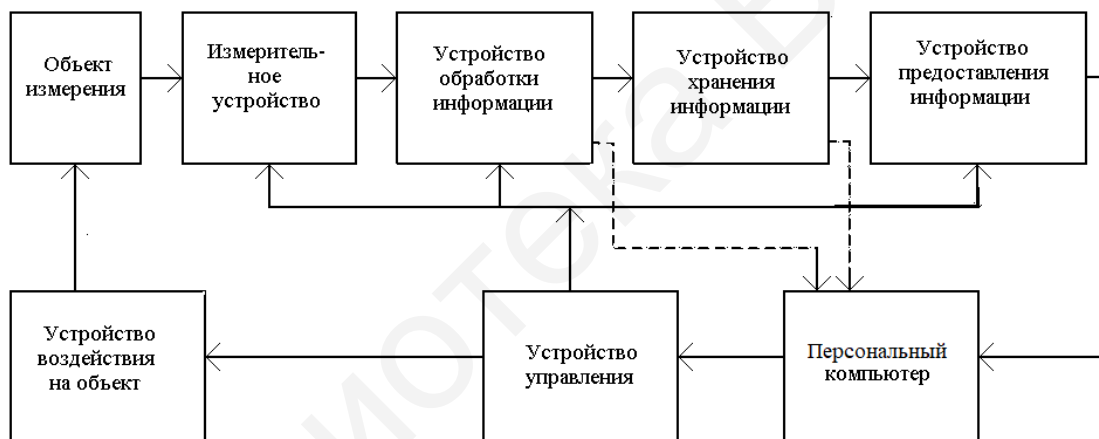 Объект
измерения
Измеритель-
ное
устройство
Устройство
обработки
информации
Устройство
хранения
информации
Устройство
предоставления
информации
Устройство
воздействия
на объект
Устройство
управления
Персональный
компьютер
иотека Б